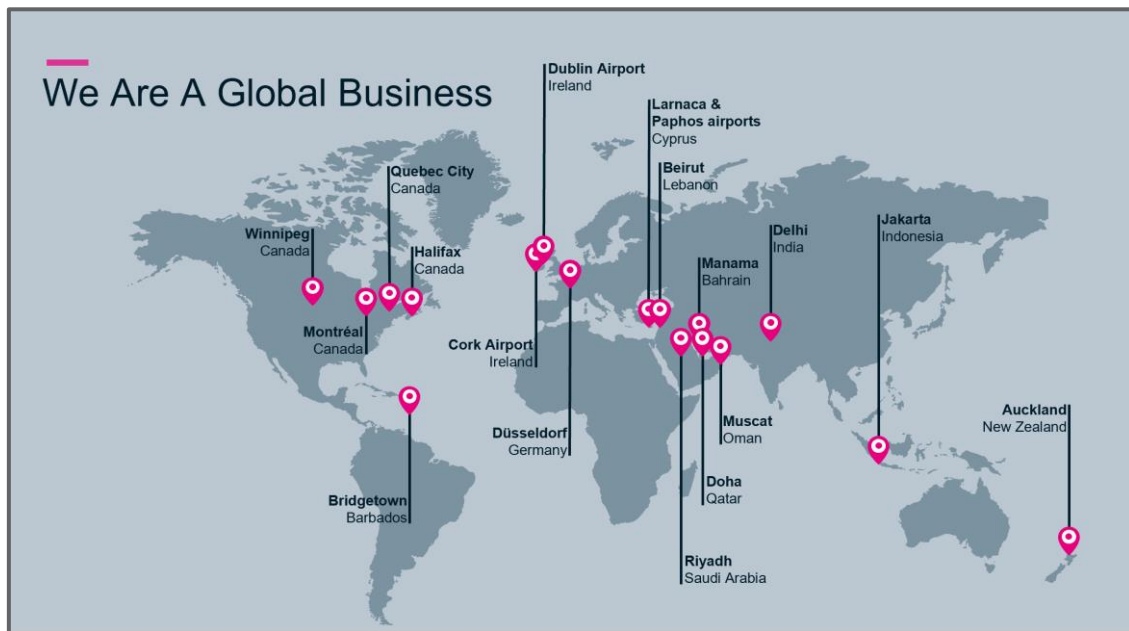 We Are A Global Business
Dublin Airport
Ireland
Larnaca &
Paphos airports
Cyprus
Quebec City
Canada
Beirut
Lebanon
Winnipeg
Canada
Halifax
Canada
Delhi
India
Jakarta
Indonesia
Manama
Bahrain
Montréal
Canada
Cork Airport
Ireland
Düsseldorf
Germany
Muscat
Oman
Auckland
New Zealand
Bridgetown
Barbados
Doha
Qatar
Riyadh
Saudi Arabia